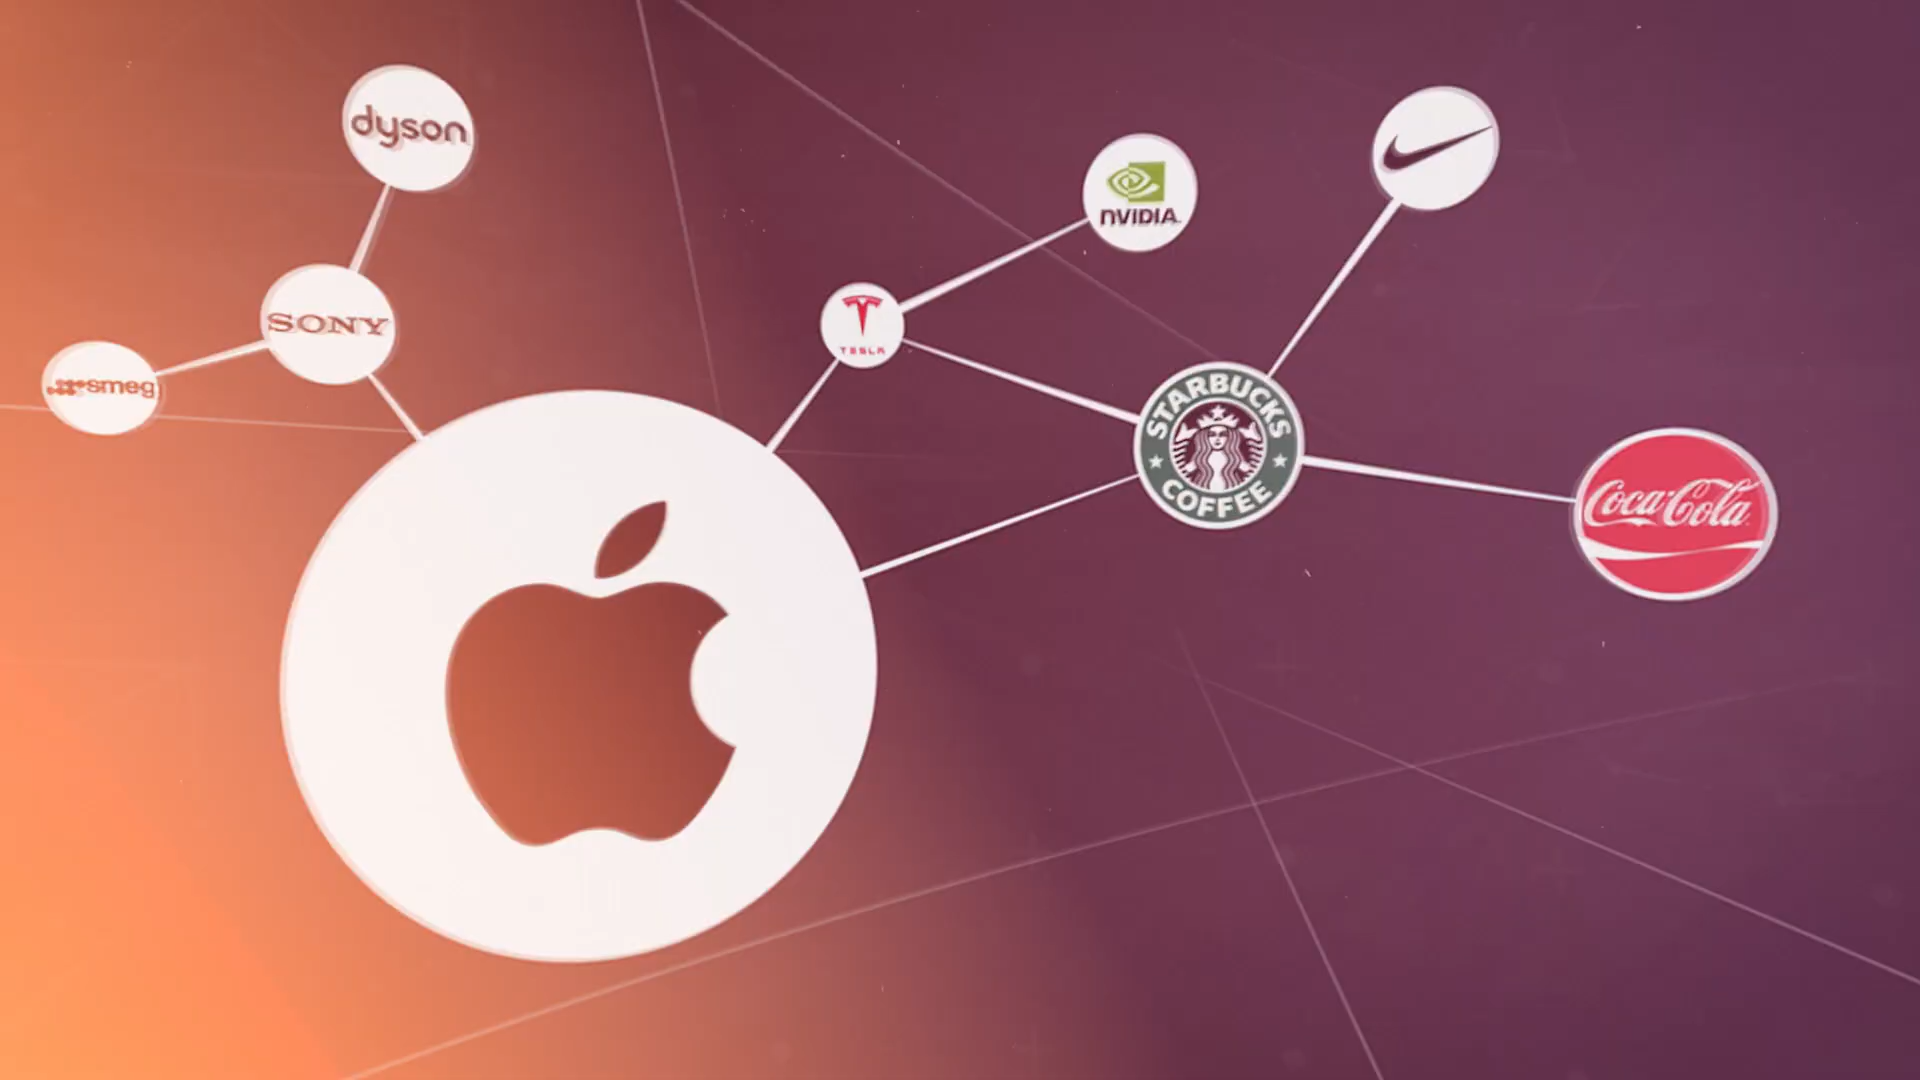 dyson
NVIDIA.
SONY
TESLA
smeg
STARBUCKS
COFFEE
Coca-Cola